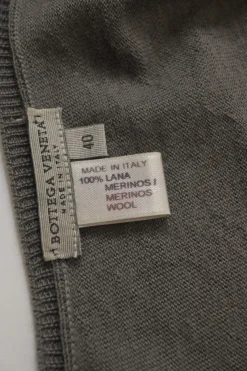 BOTTEGA VENETA
MADE IN ITALY
40
MADE IN ITALY
100% LANA
MERINOS /
MERINOS
WOOL